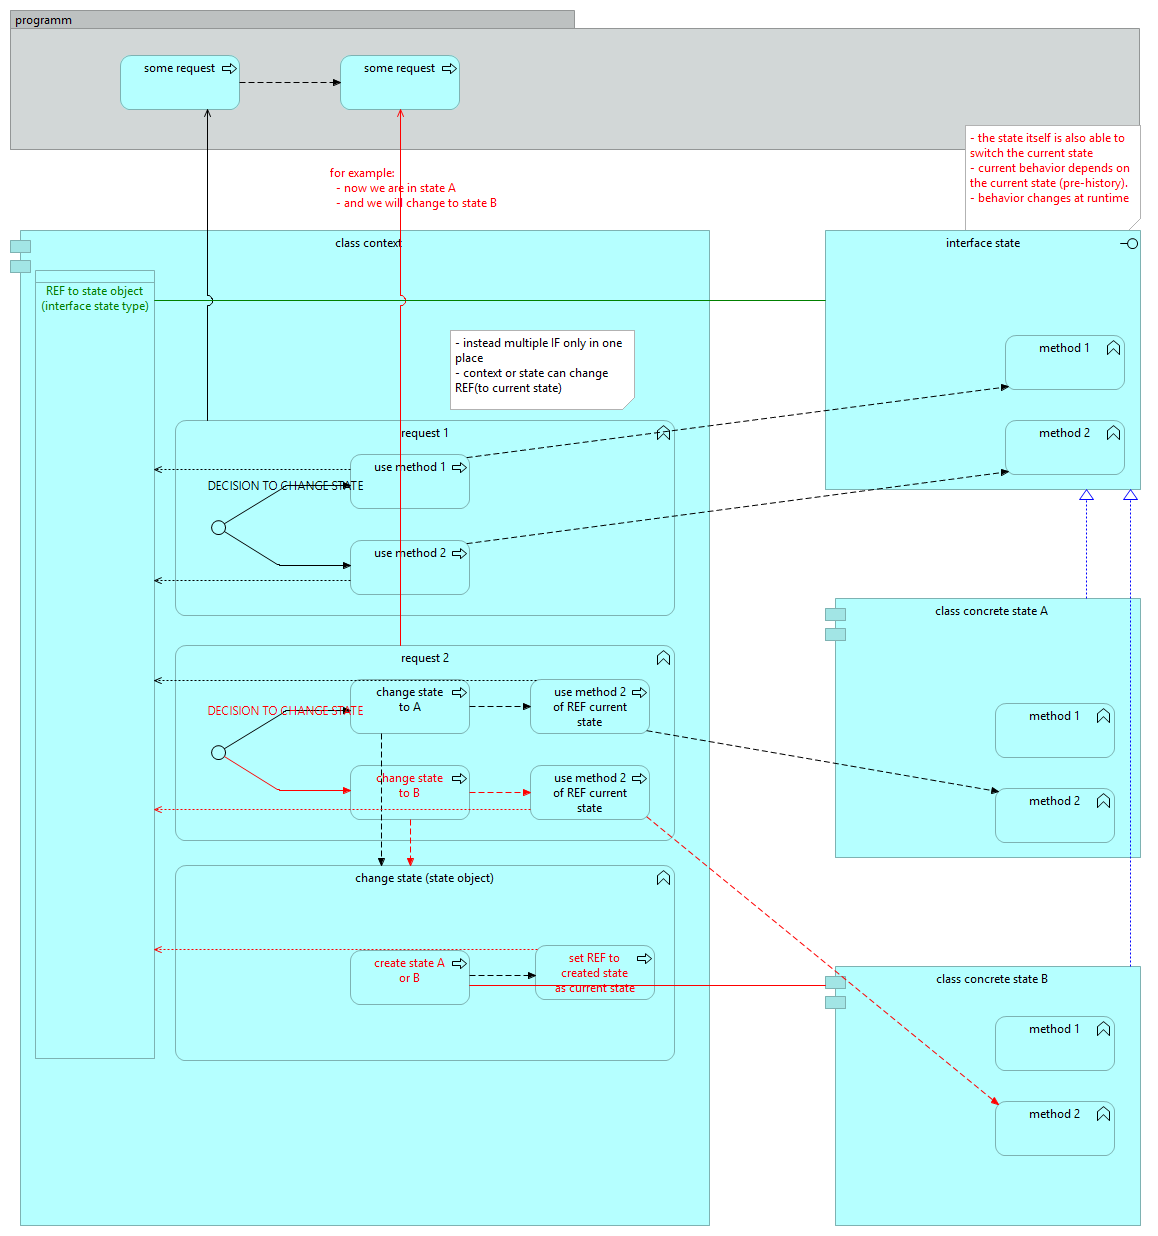 programm
some request
some request
- the state itself is also able to
switch the current state
- current behavior depends on
the current state (pre-history).
- behavior changes at runtime
for example:
- now we are in state A
- and we will change to state B
class context
interface state
REF to state object
(interface state type)
- instead multiple IF only in one
place
- context or state can change
REF(to current state)
method 1
method 2
request 1
use method 1
DECISION TO CHANGE STATE
use method 2
class concrete state A
method 1
method 2
request 2
change state
to A
use method 2
of REF current
state
DECISION TO CHANGE STATE
change state
to B
use method 2
of REF current
state
change state (state object)
create state A
or B
set REF to
created state
as current state
class concrete state B
method 1
method 2